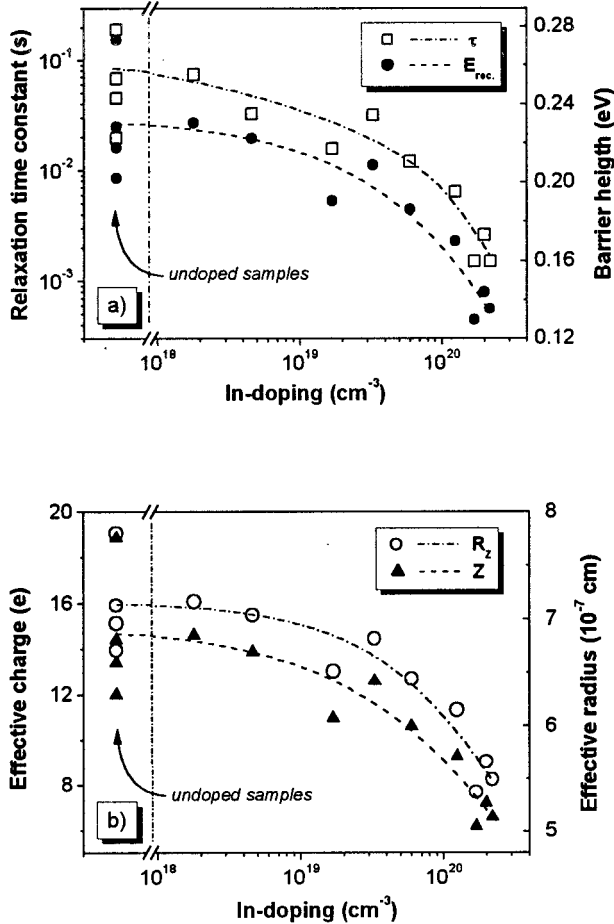 Relaxation time constant (s)
10⁻¹
10⁻²
10⁻³
τ
E_rec.
undoped samples
a)
0.28
0.24
0.20
0.16
0.12
Barrier heigth (eV)
10¹⁸
10¹⁹
10²⁰
In-doping (cm⁻³)
Effective charge (e)
20
16
12
8
R_Z
Z
undoped samples
b)
8
7
6
5
Effective radius (10⁻⁷ cm)
10¹⁸
10¹⁹
10²⁰
In-doping (cm⁻³)